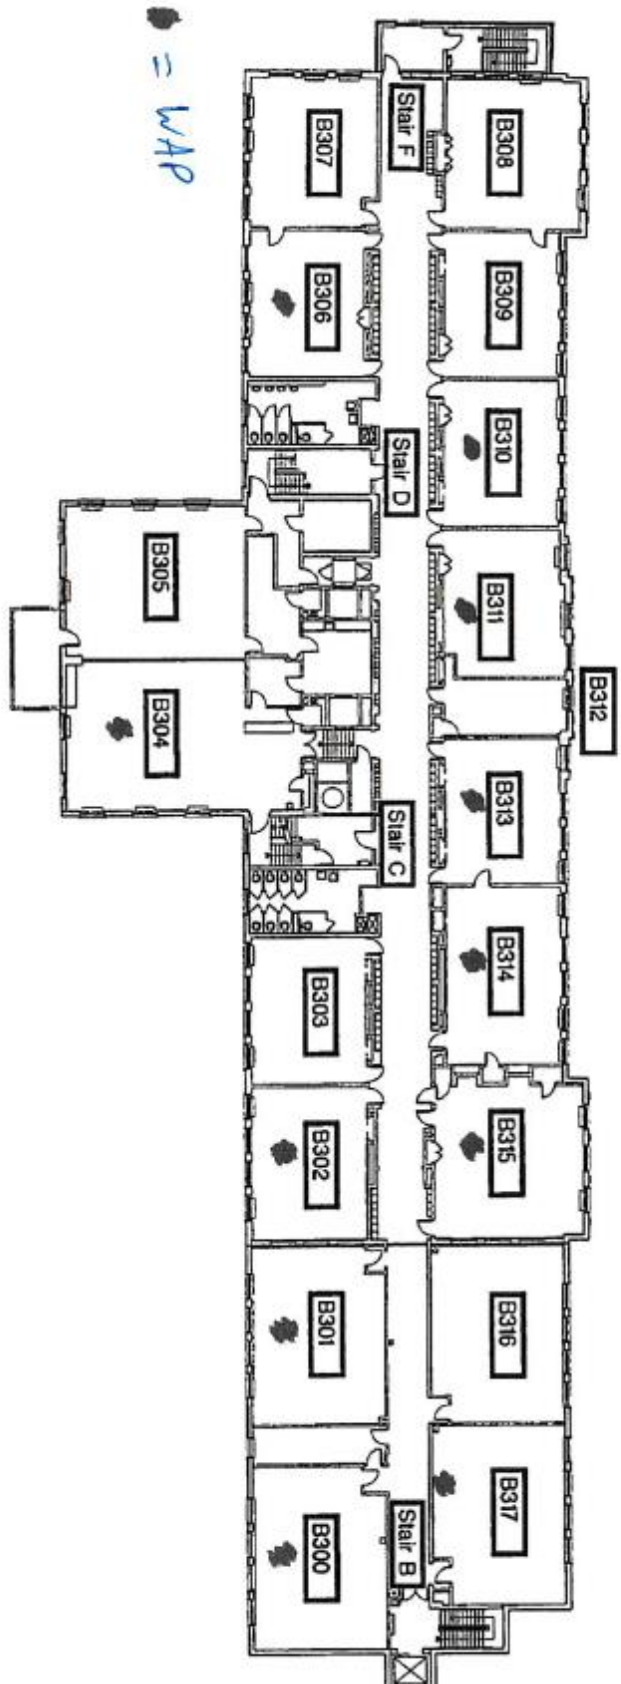 = WAP
B308
Stair F
B307
B309
B306
B310
Stair D
B311
B305
B312
B304
B313
Stair C
B314
B303
B315
B302
B316
B301
B317
Stair B
B300